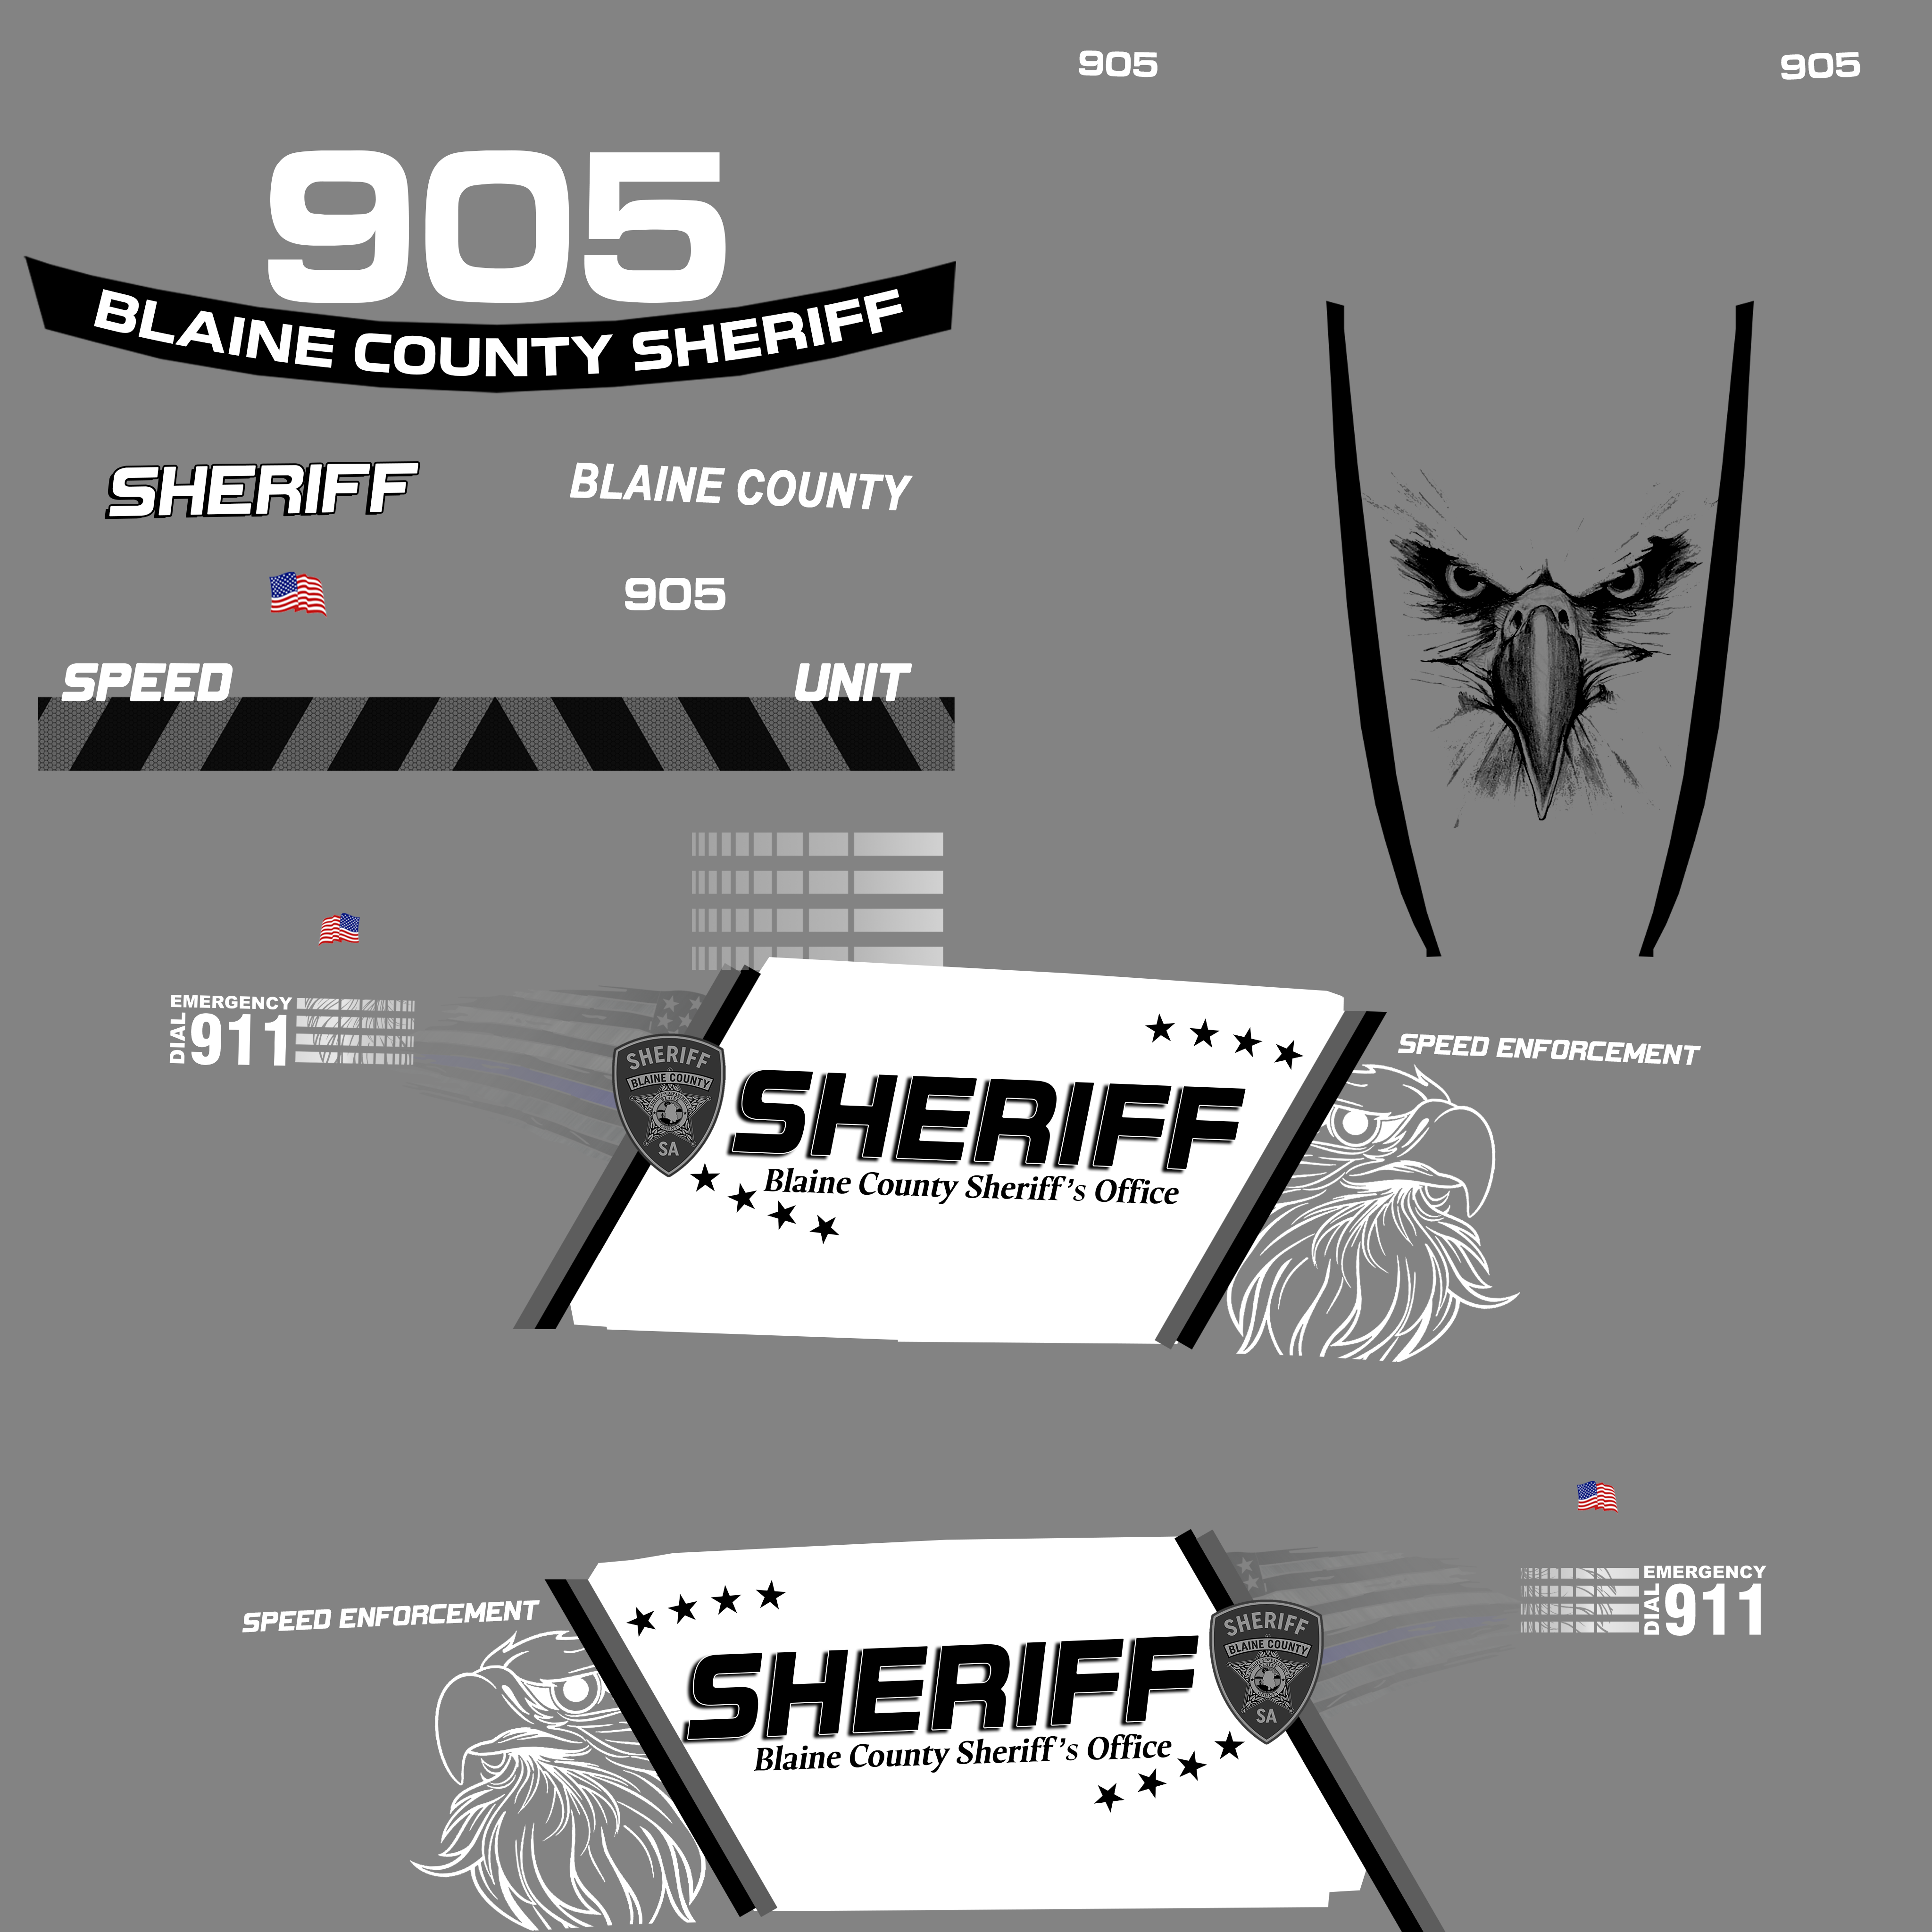 905
905
905
BLAINE COUNTY SHERIFF
SHERIFF
BLAINE COUNTY
905
SPEED
UNIT
EMERGENCY
DIAL
911
SHERIFF
BLAINE COUNTY
SA
SHERIFF
Blaine County Sheriff's Office
SPEED ENFORCEMENT
SPEED ENFORCEMENT
SHERIFF
Blaine County Sheriff's Office
SHERIFF
BLAINE COUNTY
SA
EMERGENCY
DIAL
911